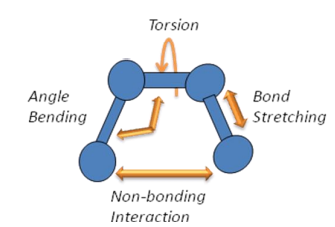 Torsion
Angle
Bending
Bond
Stretching
Non-bonding
Interaction